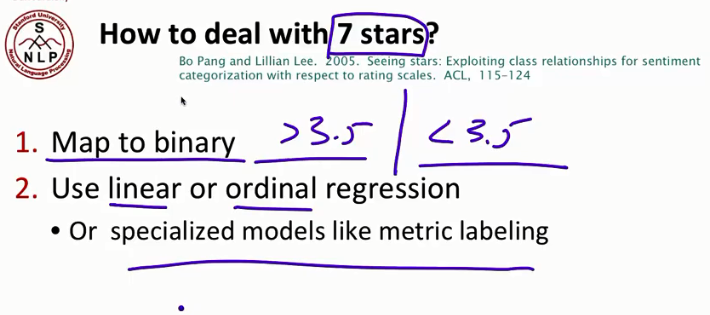 Stanford University
S
NLP
Natural Language Processing
How to deal with 7 stars?
Bo Pang and Lillian Lee. 2005. Seeing stars: Exploiting class relationships for sentiment
categorization with respect to rating scales. ACL, 115–124
1. Map to binary >3.5 | <3.5
2. Use linear or ordinal regression
• Or specialized models like metric labeling